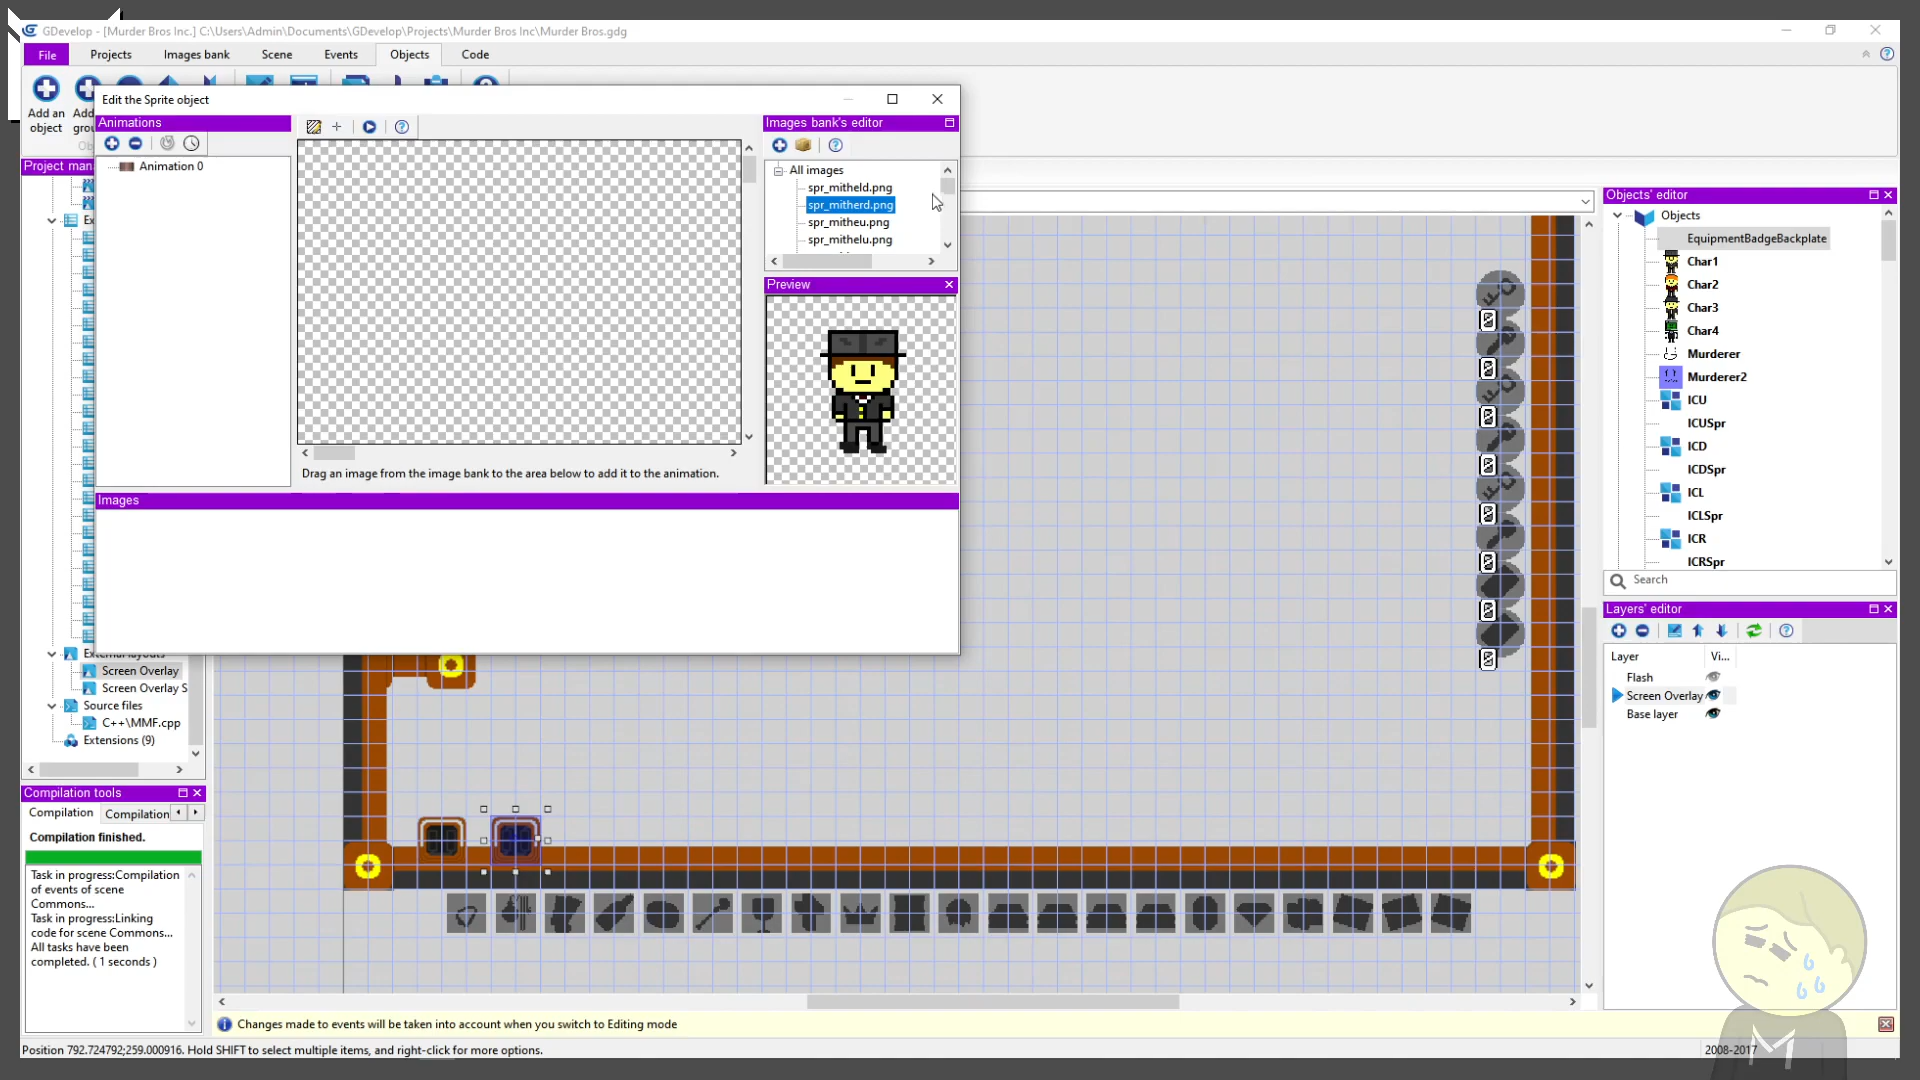 GDevelop - [Murder Bros Inc.] C:\Users\Admin\Documents\GDevelop\Projects\Murder Bros Inc\Murder Bros.gdg
File
Projects
Images bank
Scene
Events
Objects
Code
Add an
object
Edit the Sprite object
Animations
Animation 0
Images bank's editor
All images
spr_mitheld.png
spr_mitherd.png
spr_mitheu.png
spr_mithelu.png
Preview
Drag an image from the image bank to the area below to add it to the animation.
Images
Project man
Screen Overlay
Screen Overlay S
Source files
C++\MMF.cpp
Extensions (9)
Compilation tools
Compilation
Compilation
Compilation finished.
Task in progress:Compilation
of events of scene
Commons...
Task in progress:Linking
code for scene Commons...
All tasks have been
completed. ( 1 seconds )
Objects' editor
Objects
EquipmentBadgeBackplate
Char1
Char2
Char3
Char4
Murderer
Murderer2
ICU
ICUSpr
ICD
ICDSpr
ICL
ICLSpr
ICR
ICRSpr
Search
Layers' editor
Layer
Vi...
Flash
Screen Overlay
Base layer
Changes made to events will be taken into account when you switch to Editing mode
Position 792.724792;259.000916. Hold SHIFT to select multiple items, and right-click for more options.
2008-2017